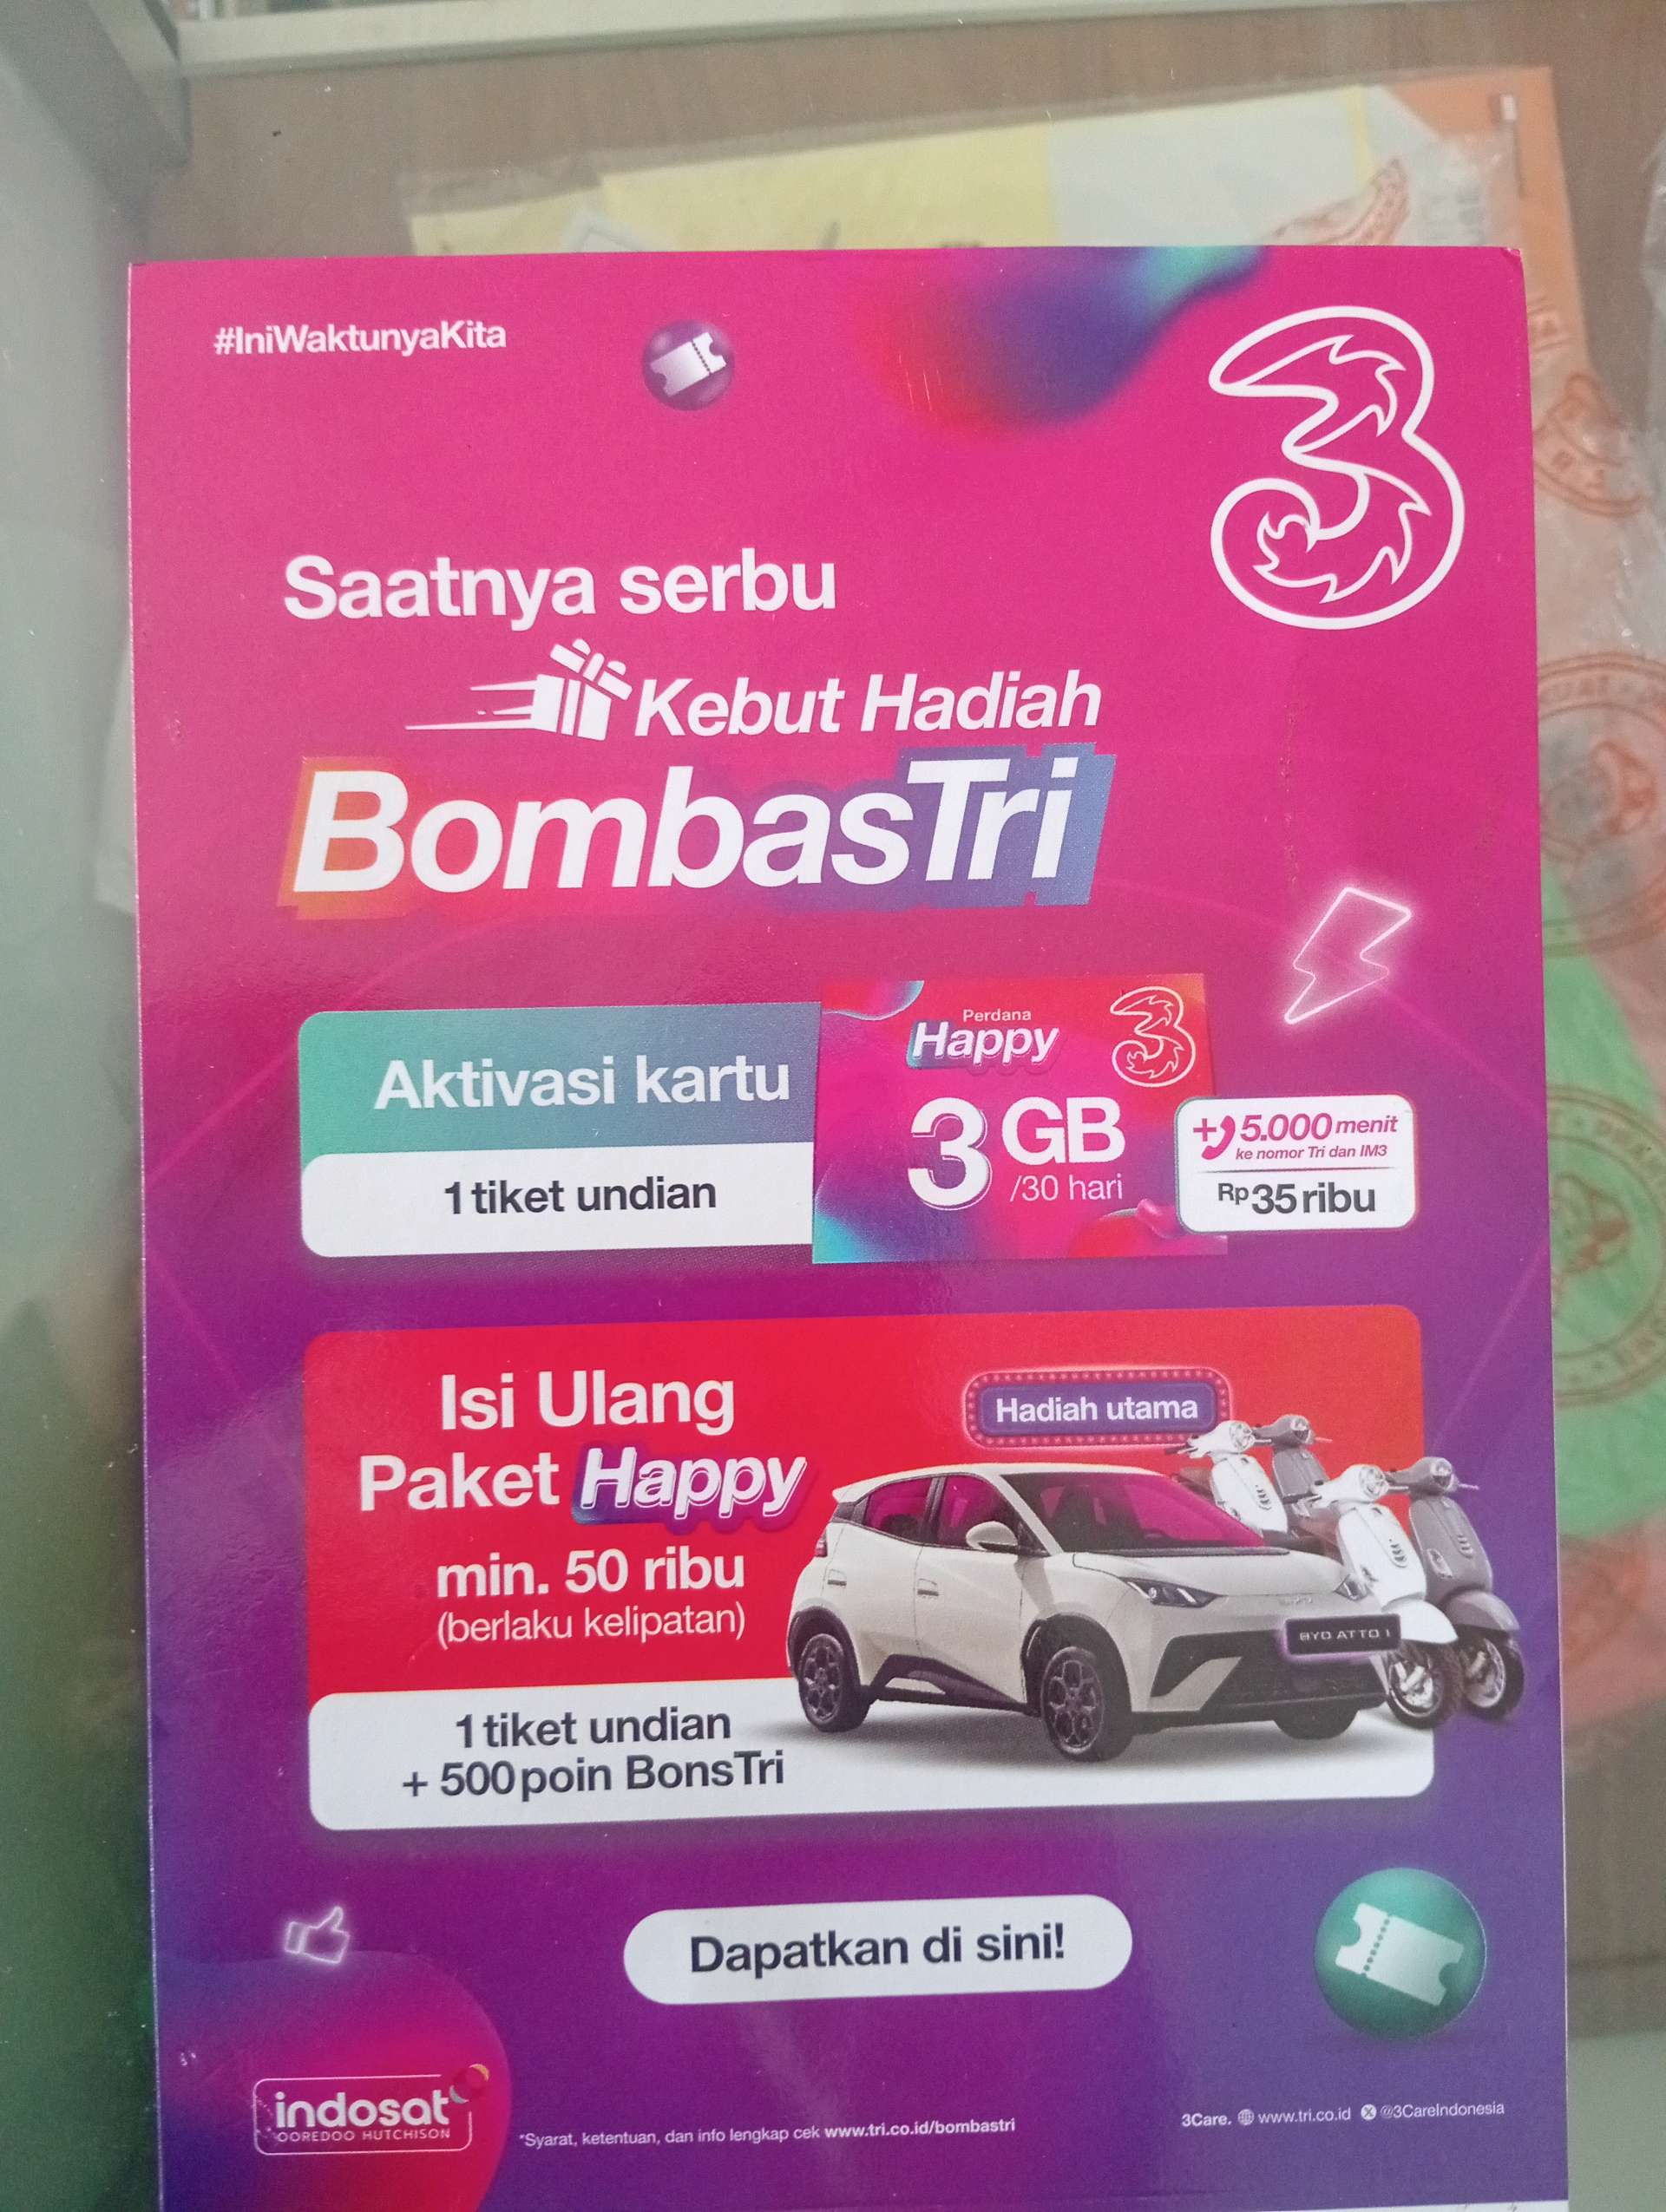 #IniWaktunyaKita
3
Saatnya serbu
Kebut Hadiah
BombasTri
Aktivasi kartu
1 tiket undian
Perdana
Happy
3
3 GB
/30 hari
+ 5.000 menit
ke nomor Tri dan IM3
Rp35 ribu
Isi Ulang
Paket Happy
min. 50 ribu
(berlaku kelipatan)
1 tiket undian
+ 500 poin BonsTri
Hadiah utama
BYD ATTO 1
Dapatkan di sini!
indosat
OOREDOO HUTCHISON
*Syarat, ketentuan, dan info lengkap cek www.tri.co.id/bombastri
3Care. www.tri.co.id @3CareIndonesia